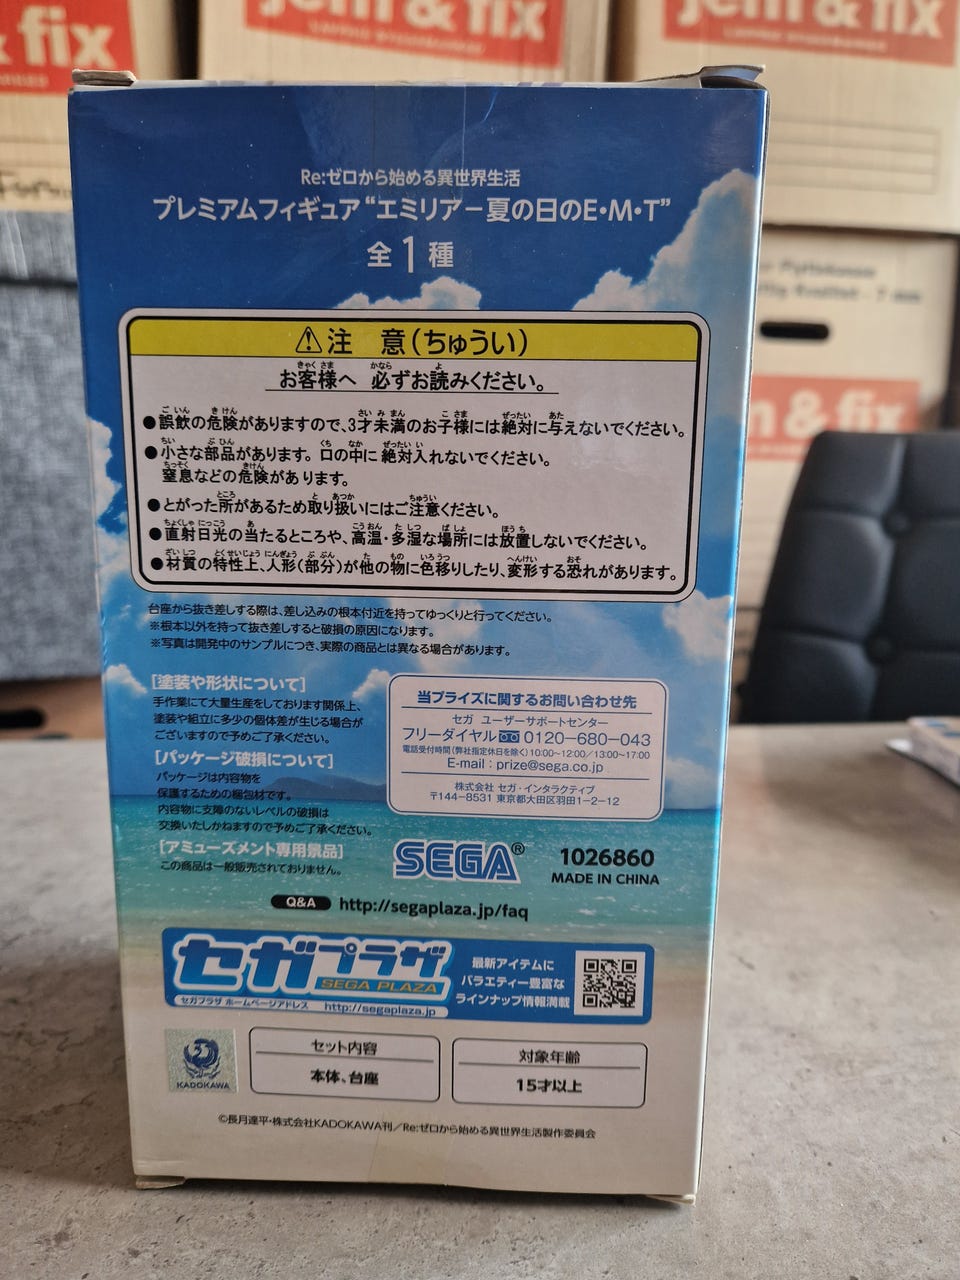 jem & fix
jem & fix
jem & fix
Re:ゼロから始める異世界生活
プレミアムフィギュア“エミリアー夏の日のE・M・T”
全1種
注 意(ちゅうい)
お客様へ 必ずお読みください。
●誤飲の危険がありますので、3才未満のお子様には絶対に与えないでください。
●小さな部品があります。口の中に絶対入れないでください。
窒息などの危険があります。
●とがった所があるため取り扱いにはご注意ください。
●直射日光の当たるところや、高温・多湿な場所には放置しないでください。
●材質の特性上、人形(部分)が他の物に色移りしたり、変形する恐れがあります。
台座から抜き差しする際は、差し込みの根本付近を持ってゆっくりと行ってください。
※根本以外を持って抜き差しすると破損の原因になります。
※写真は開発中のサンプルにつき、実際の商品とは異なる場合があります。
[塗装や形状について]
手作業にて大量生産をしております関係上、
塗装や組立に多少の個体差が生じる場合が
ございますので予めご了承ください。
[パッケージ破損について]
パッケージは内容物を
保護するための梱包材です。
内容物に支障のないレベルの破損は
交換いたしかねますので予めご了承ください。
[アミューズメント専用景品]
この商品は一般販売されておりません。
当プライズに関するお問い合わせ先
セガ ユーザーサポートセンター
フリーダイヤル 0120-680-043
電話受付時間(弊社指定休日を除く)10:00〜12:00/13:00〜17:00
E-mail : prize@sega.co.jp
株式会社 セガ・インタラクティブ
〒144-8531 東京都大田区羽田1-2-12
SEGA®
1026860
MADE IN CHINA
Q&A http://segaplaza.jp/faq
セガプラザ
SEGA PLAZA
セガプラザ ホームページアドレス http://segaplaza.jp
最新アイテムに
バラエティー豊富な
ラインナップ情報満載
KADOKAWA
セット内容
本体、台座
対象年齢
15才以上
©長月達平・株式会社KADOKAWA刊/Re:ゼロから始める異世界生活製作委員会
jem & fix